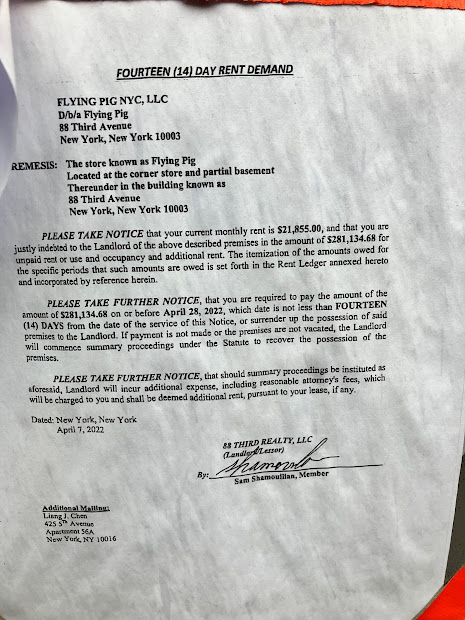 FOURTEEN (14) DAY RENT DEMAND
FLYING PIG NYC, LLC
D/b/a Flying Pig
88 Third Avenue
New York, New York 10003
REMESIS: The store known as Flying Pig
Located at the corner store and partial basement
Thereunder in the building known as
88 Third Avenue
New York, New York 10003
PLEASE TAKE NOTICE that your current monthly rent is $21,855.00, and that you are
justly indebted to the Landlord of the above described premises in the amount of $281,134.68 for
unpaid rent or use and occupancy and additional rent. The itemization of the amounts owed for
the specific periods that such amounts are owed is set forth in the Rent Ledger annexed hereto
and incorporated by reference herein.
PLEASE TAKE FURTHER NOTICE, that you are required to pay the amount of the
amount of $281,134.68 on or before April 28, 2022, which date is not less than FOURTEEN
(14) DAYS from the date of the service of this Notice, or surrender up the possession of said
premises to the Landlord. If payment is not made or the premises are not vacated, the Landlord
will commence summary proceedings under the Statute to recover the possession of the
premises.
PLEASE TAKE FURTHER NOTICE, that should summary proceedings be instituted as
aforesaid, Landlord will incur additional expense, including reasonable attorney's fees, which
will be charged to you and shall be deemed additional rent, pursuant to your lease, if any.
Dated: New York, New York
April 7, 2022
88 THIRD REALTY, LLC
(Landlord/Lessor)
By:
Sam Shamoulian, Member
Additional Mailing:
Liang J. Chen
425 5th Avenue
Apartment 56A
New York, NY 10016